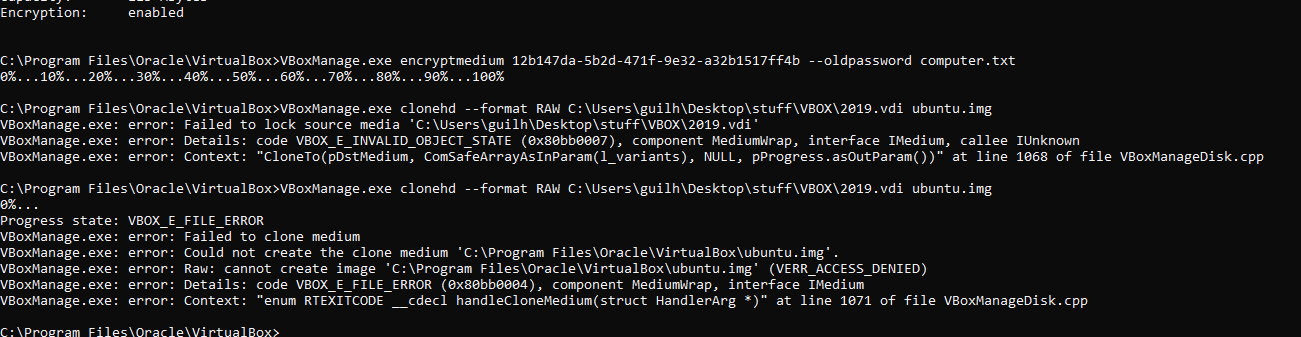 Encryption:     enabled
C:\Program Files\Oracle\VirtualBox>VBoxManage.exe encryptmedium 12b147da-5b2d-471f-9e32-a32b1517ff4b --oldpassword computer.txt
0%...10%...20%...30%...40%...50%...60%...70%...80%...90%...100%
C:\Program Files\Oracle\VirtualBox>VBoxManage.exe clonehd --format RAW C:\Users\guilh\Desktop\stuff\VBOX\2019.vdi ubuntu.img
VBoxManage.exe: error: Failed to lock source media 'C:\Users\guilh\Desktop\stuff\VBOX\2019.vdi'
VBoxManage.exe: error: Details: code VBOX_E_INVALID_OBJECT_STATE (0x80bb0007), component MediumWrap, interface IMedium, callee IUnknown
VBoxManage.exe: error: Context: "CloneTo(pDstMedium, ComSafeArrayAsInParam(l_variants), NULL, pProgress.asOutParam())" at line 1068 of file VBoxManageDisk.cpp
C:\Program Files\Oracle\VirtualBox>VBoxManage.exe clonehd --format RAW C:\Users\guilh\Desktop\stuff\VBOX\2019.vdi ubuntu.img
0%...
Progress state: VBOX_E_FILE_ERROR
VBoxManage.exe: error: Failed to clone medium
VBoxManage.exe: error: Could not create the clone medium 'C:\Program Files\Oracle\VirtualBox\ubuntu.img'.
VBoxManage.exe: error: Raw: cannot create image 'C:\Program Files\Oracle\VirtualBox\ubuntu.img' (VERR_ACCESS_DENIED)
VBoxManage.exe: error: Details: code VBOX_E_FILE_ERROR (0x80bb0004), component MediumWrap, interface IMedium
VBoxManage.exe: error: Context: "enum RTEXITCODE __cdecl handleCloneMedium(struct HandlerArg *)" at line 1071 of file VBoxManageDisk.cpp
C:\Program Files\Oracle\VirtualBox>